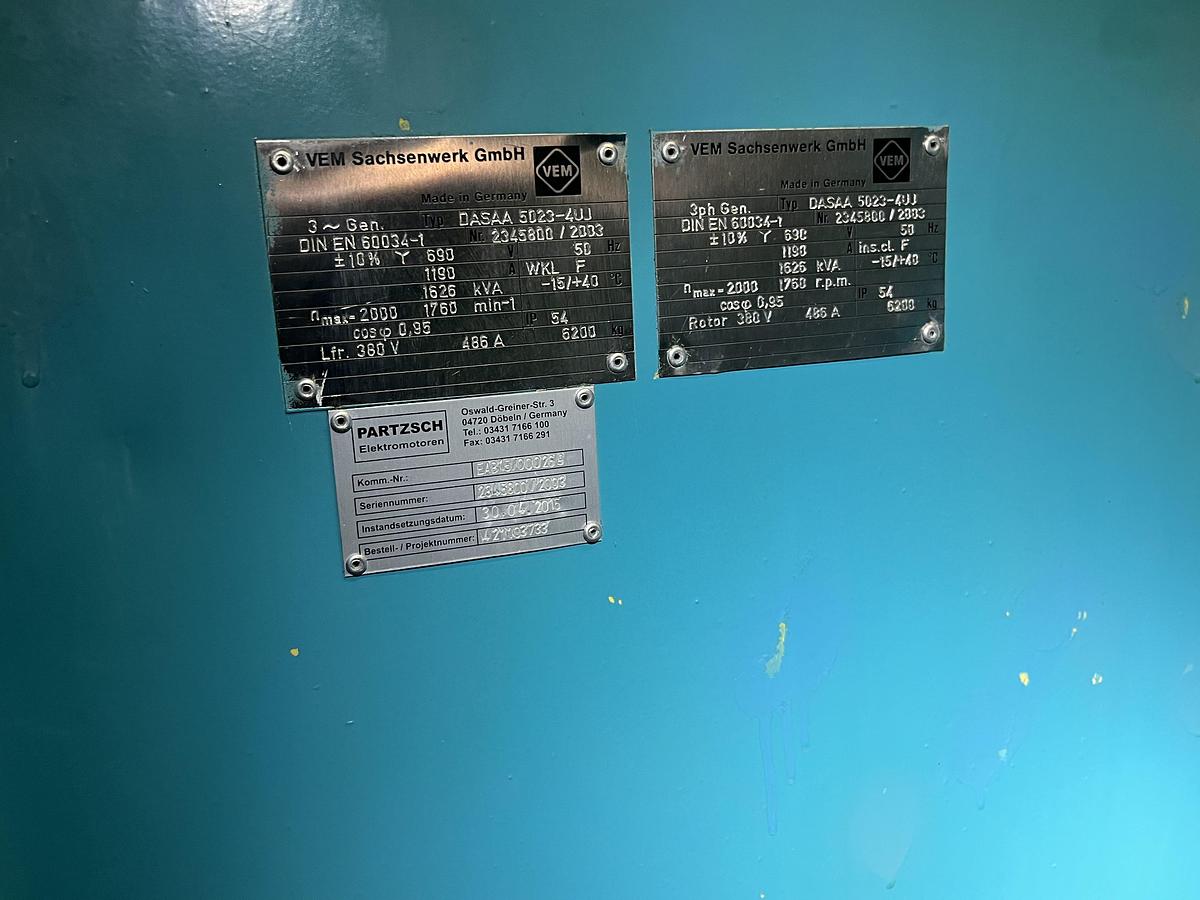 VEM Sachsenwerk GmbH
VEM
Made in Germany
3 ~ Gen. Typ DASAA 5023-4UJ
DIN EN 60034-1 Nr. 2345800 / 2003
±10% Y 690 V 50 Hz
1190 A WKL F
1626 kVA -15/+40 °C
nmax=2000 1760 min-1
cosφ 0,95 IP 54
Lfr. 380 V 486 A 6200 kg
VEM Sachsenwerk GmbH
VEM
Made in Germany
3ph Gen. Typ DASAA 5023-4UJ
DIN EN 60034-1 Nr. 2345800 / 2003
±10% Y 690 V 50 Hz
1190 A ins.cl. F
1626 kVA -15/+40 °C
nmax=2000 1760 r.p.m.
cosφ 0,95 IP 54
Rotor 380 V 486 A 6200 kg
PARTZSCH
Elektromotoren
Oswald-Greiner-Str. 3
04720 Döbeln / Germany
Tel.: 03431 7166 100
Fax: 03431 7166 291
Komm.-Nr.:
Seriennummer: 2345800/2003
Instandsetzungsdatum: 30.04.2015
Bestell- / Projektnummer: